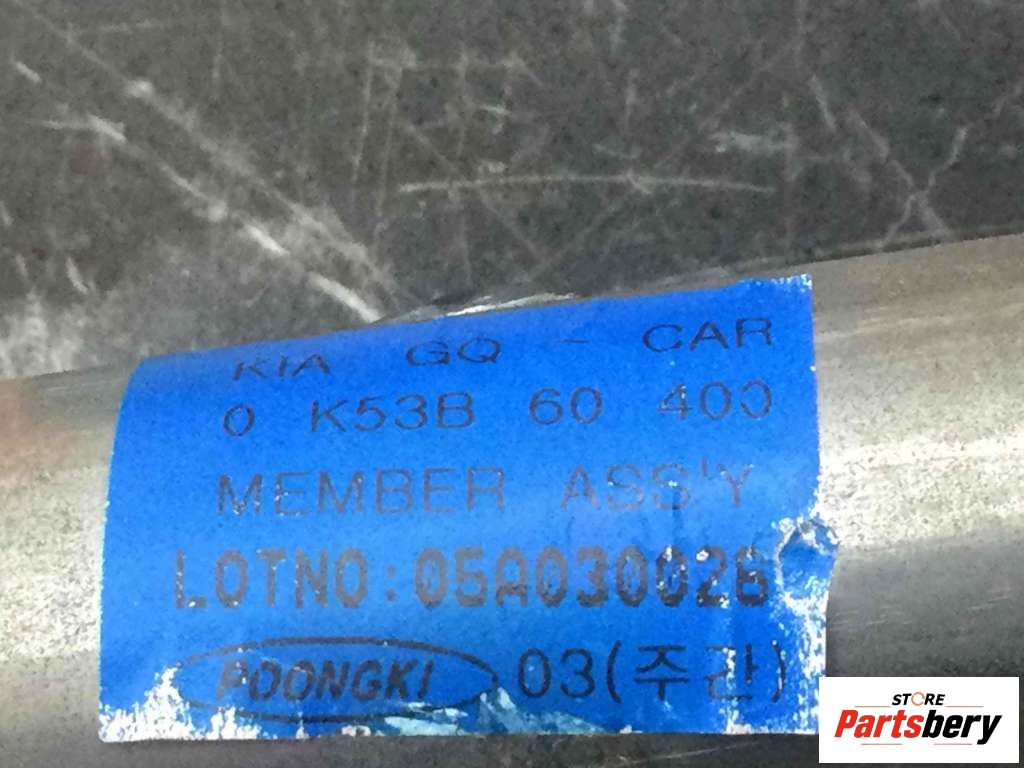 KIA GQ - CAR
0 K53B 60 400
MEMBER ASS'Y
LOTNO:05A030026
POONGKI 03(주간)
STORE
Partsbery